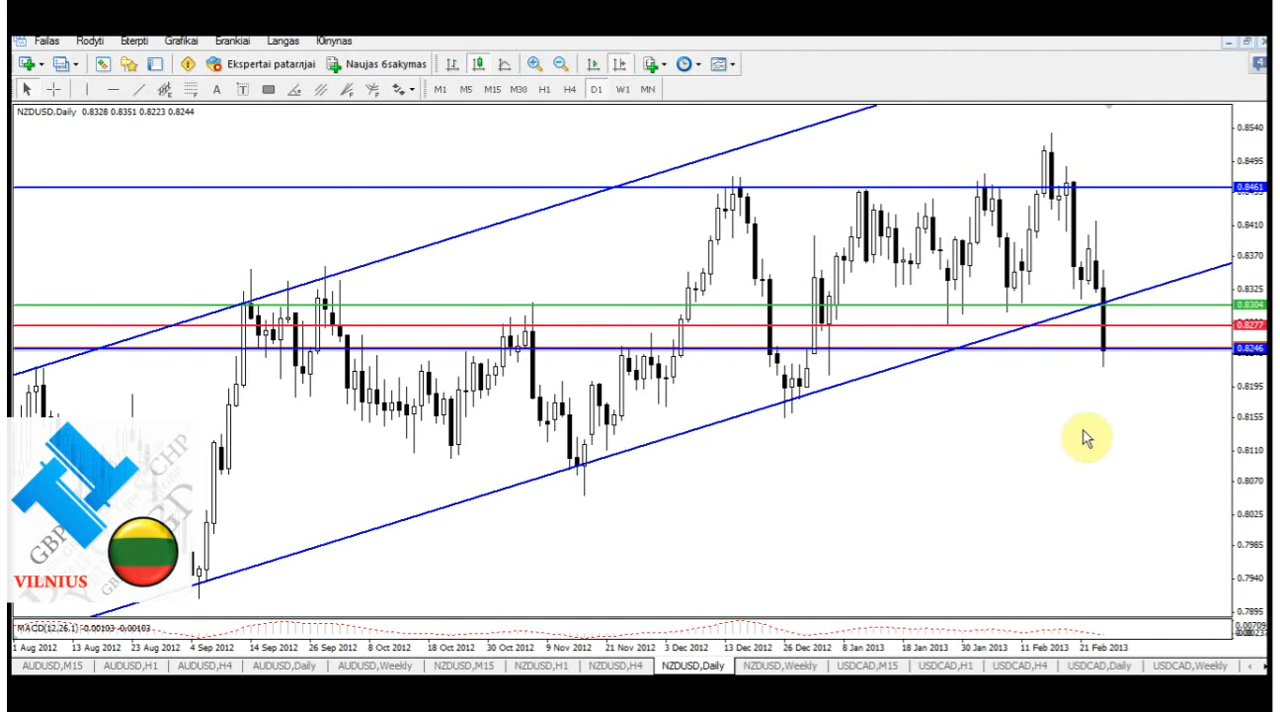 Failas Rodyti Įterpti Grafikai Įrankiai Langas Žinynas
Ekspertai patarėjai Naujas užsakymas
A T
M1 M5 M15 M30 H1 H4 D1 W1 MN
4
NZDUSD,Daily 0.8328 0.8351 0.8223 0.8244
0.8540
0.8495
0.8461
0.8410
0.8370
0.8325
0.8304
0.8277
0.8246
0.8195
0.8155
0.8110
0.8070
0.8025
0.7985
0.7940
0.7895
CHP
GBP
GBP
VILNIUS
MACD(12,26,1) -0.00103 -0.00103
1 Aug 2012 13 Aug 2012 23 Aug 2012 4 Sep 2012 14 Sep 2012 26 Sep 2012 8 Oct 2012 18 Oct 2012 30 Oct 2012 9 Nov 2012 21 Nov 2012 3 Dec 2012 13 Dec 2012 26 Dec 2012 8 Jan 2013 18 Jan 2013 30 Jan 2013 11 Feb 2013 21 Feb 2013
AUDUSD,M15 AUDUSD,H1 AUDUSD,H4 AUDUSD,Daily AUDUSD,Weekly NZDUSD,M15 NZDUSD,H1 NZDUSD,H4 NZDUSD,Daily NZDUSD,Weekly USDCAD,M15 USDCAD,H1 USDCAD,H4 USDCAD,Daily USDCAD,Weekly